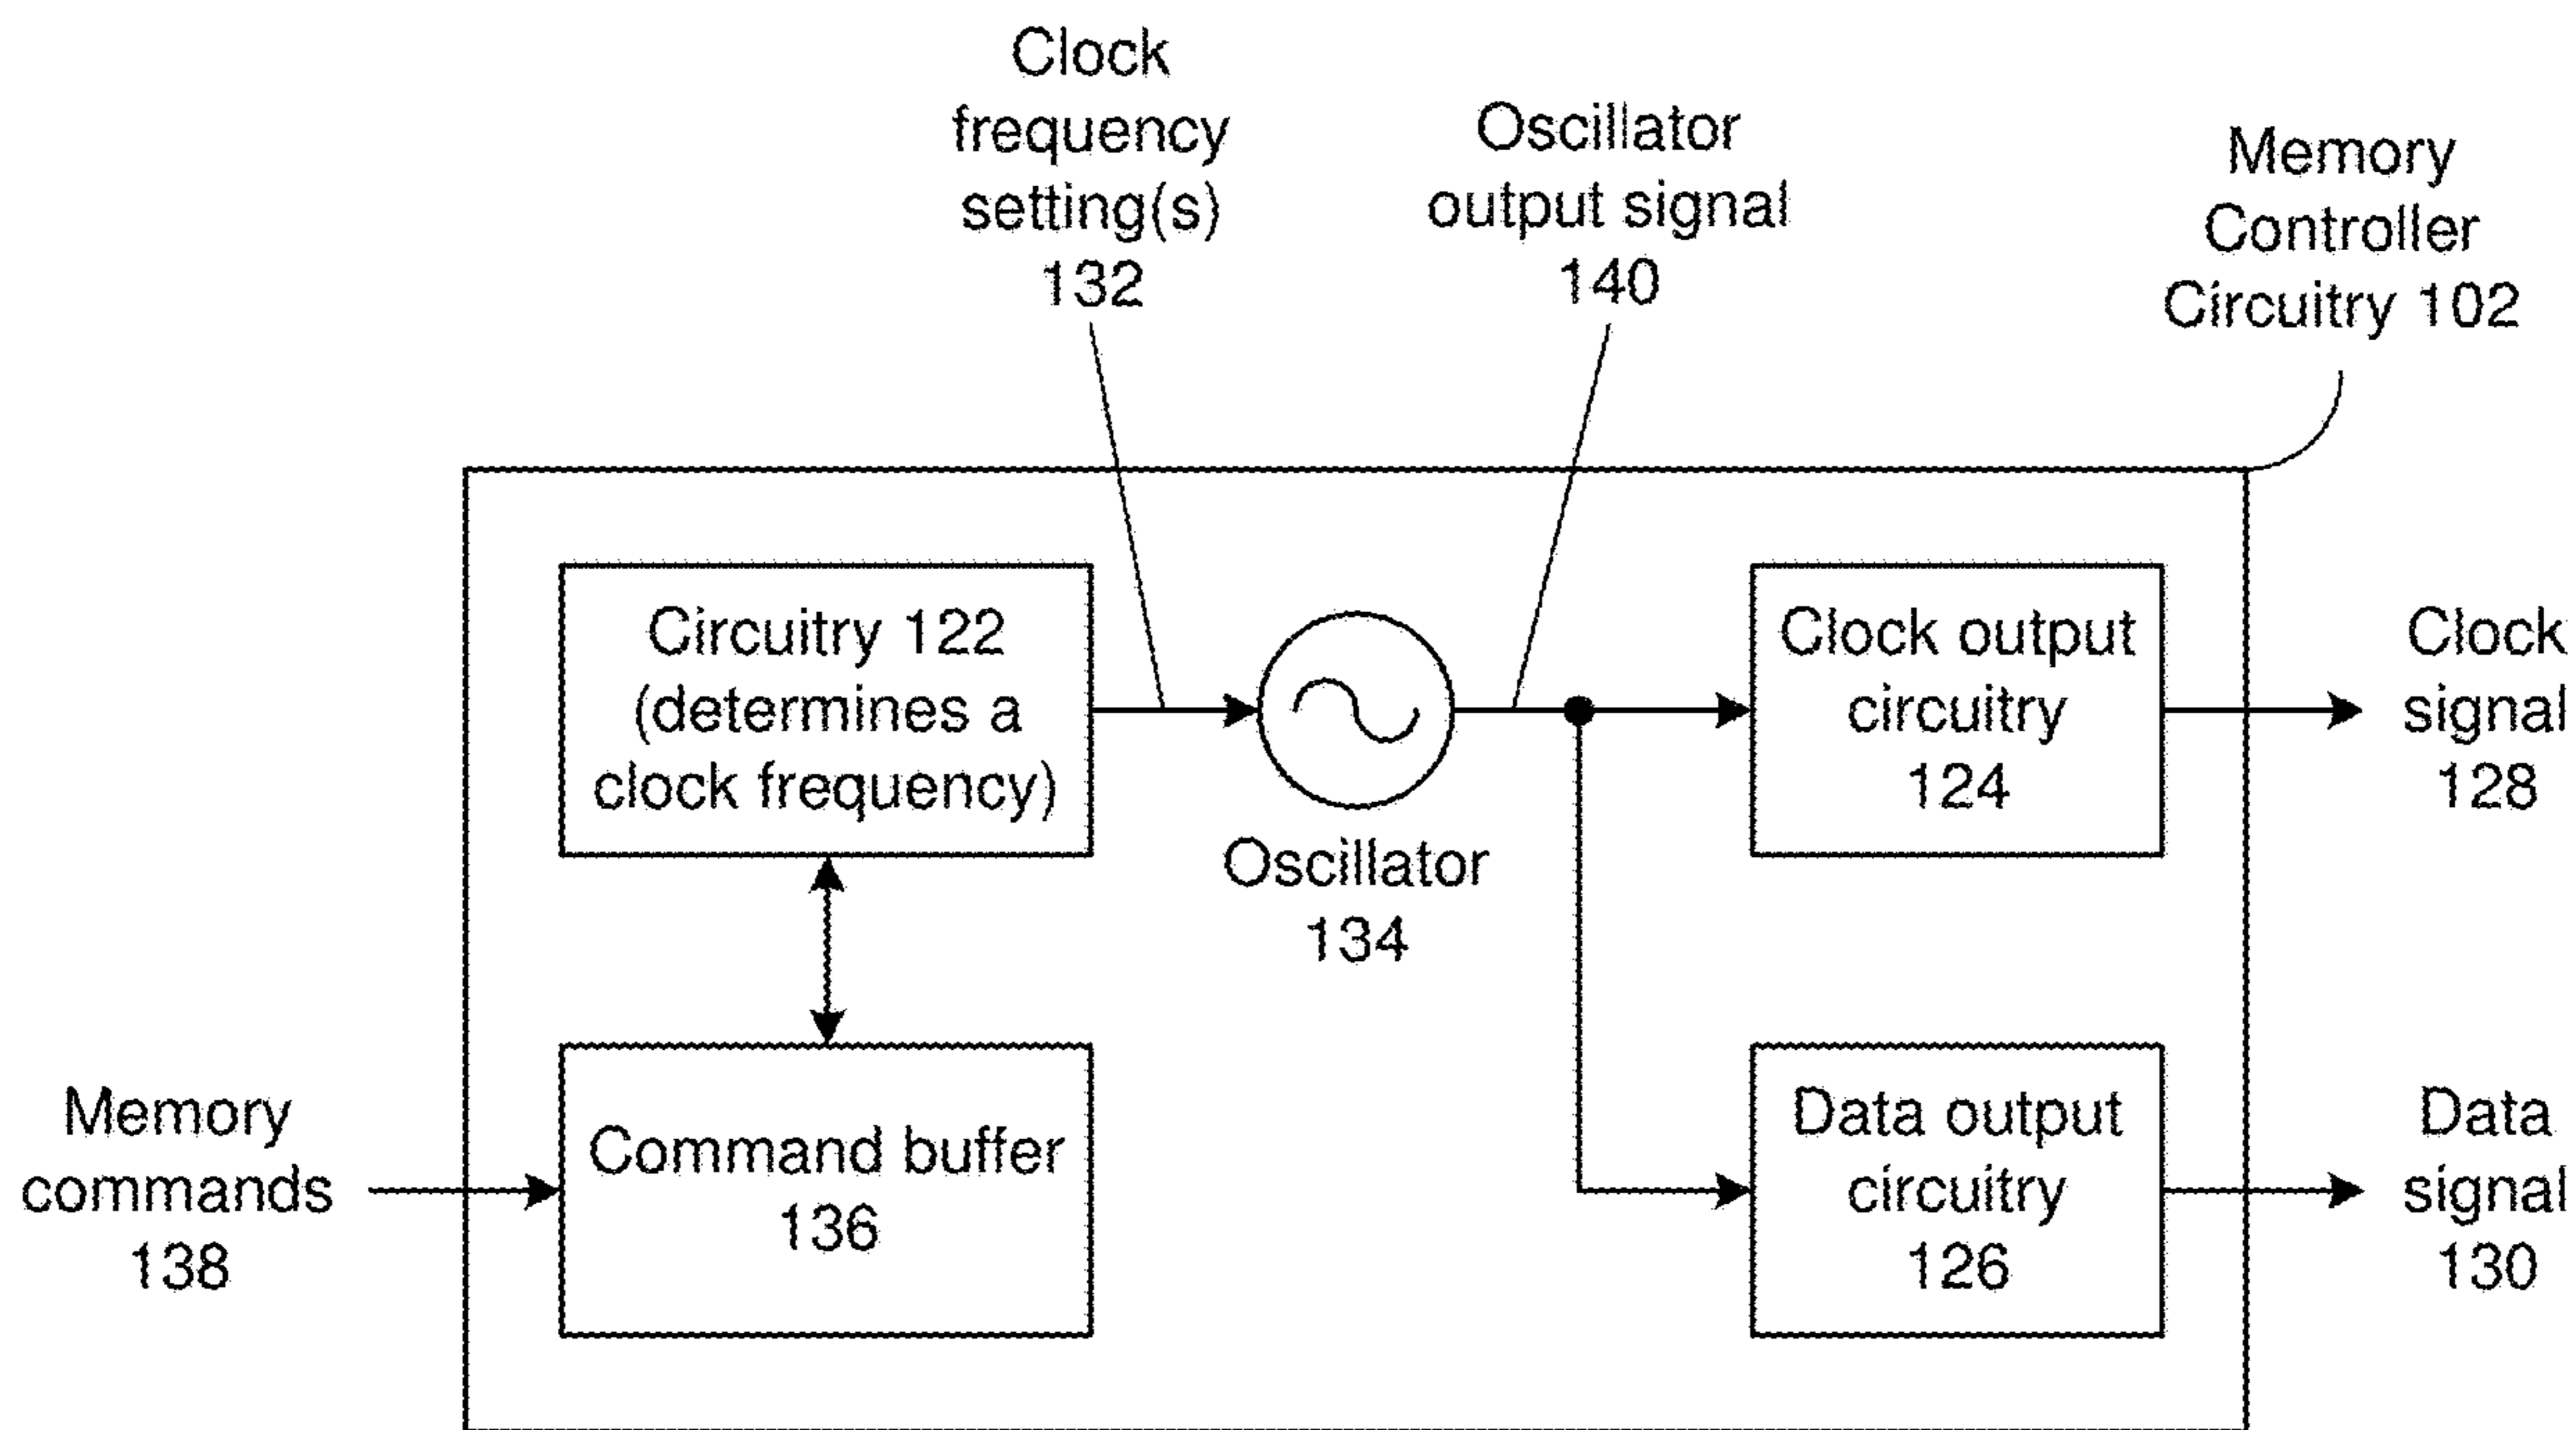 Clock
frequency
setting(s)
132
Oscillator
output signal
140
Memory
Controller
Circuitry 102
Circuitry 122
(determines a
clock frequency)
Oscillator
134
Clock output
circuitry
124
Clock
signal
128
Memory
commands
138
Command buffer
136
Data output
circuitry
126
Data
signal
130